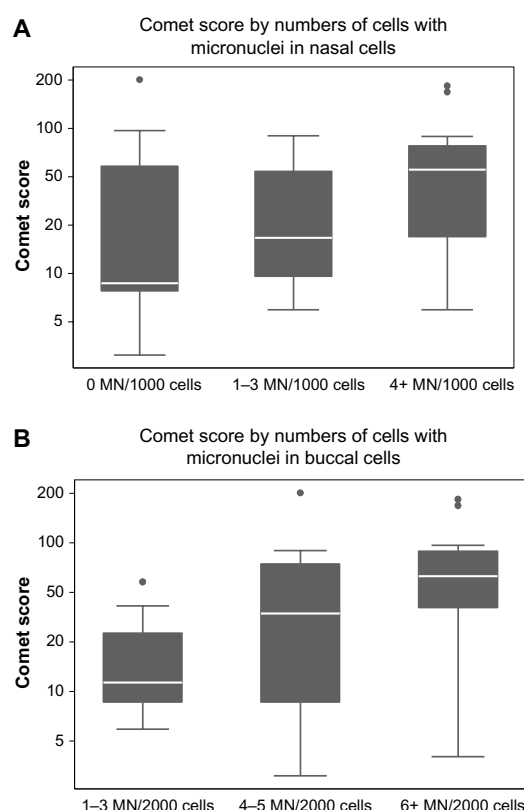 A
Comet score by numbers of cells with
micronuclei in nasal cells
Comet score
200
100
50
20
10
5
0 MN/1000 cells
1–3 MN/1000 cells
4+ MN/1000 cells
B
Comet score by numbers of cells with
micronuclei in buccal cells
Comet score
200
100
50
20
10
5
1–3 MN/2000 cells
4–5 MN/2000 cells
6+ MN/2000 cells